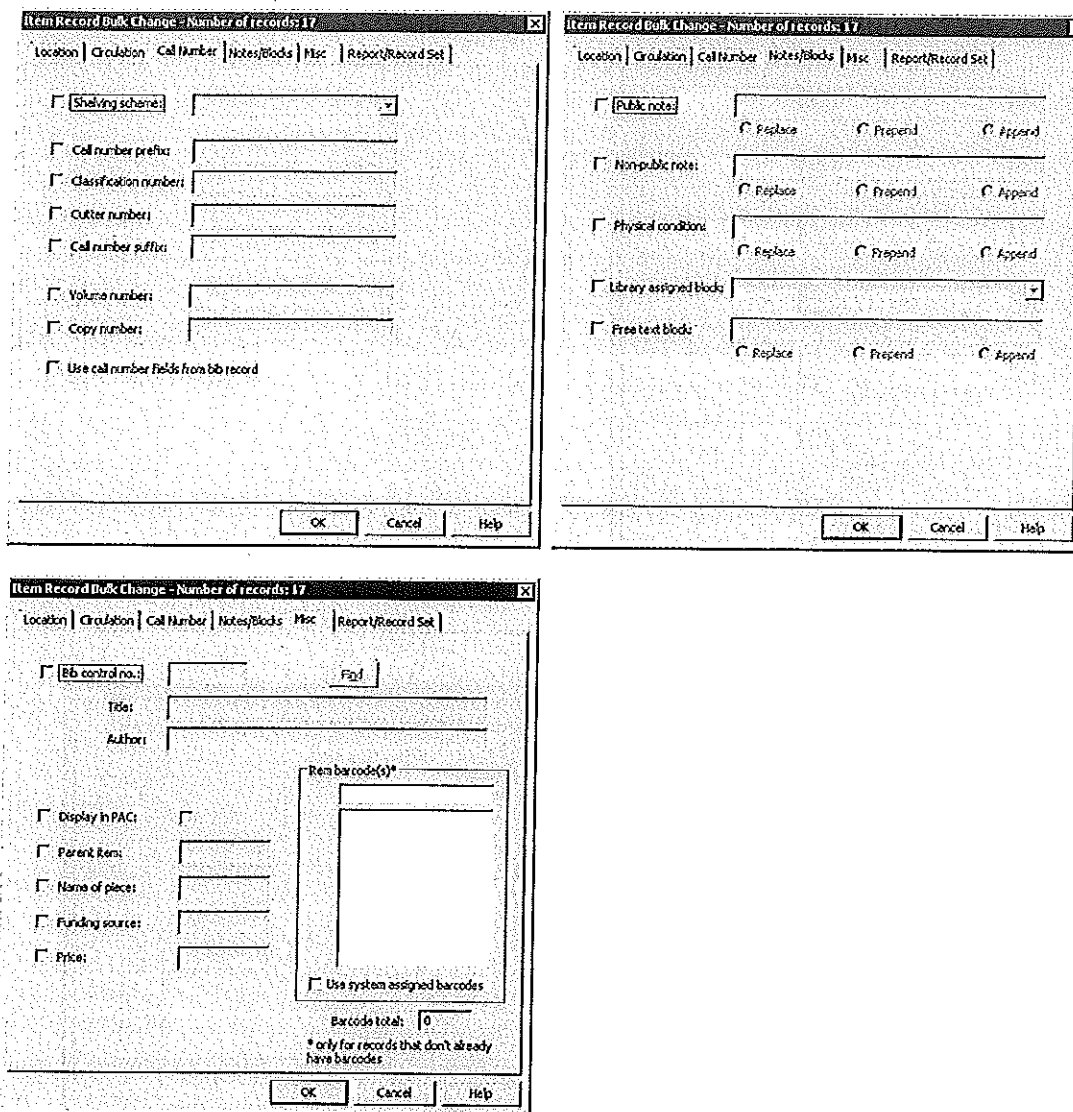 Item Record Bulk Change - Number of records: 17
Location Circulation Call Number Notes/Blocks Misc Report/Record Set
Shelving scheme:
Call number prefix:
Classification number:
Cutter number:
Call number suffix:
Volume number:
Copy number:
Use call number fields from bib record
OK Cancel Help
Item Record Bulk Change - Number of records: 17
Location Circulation Call Number Notes/Blocks Misc Report/Record Set
Public note:
Replace Prepend Append
Non-public note:
Replace Prepend Append
Physical condition:
Replace Prepend Append
Library assigned block:
Free text block:
Replace Prepend Append
OK Cancel Help
Item Record Bulk Change - Number of records: 17
Location Circulation Call Number Notes/Blocks Misc Report/Record Set
Bib control no.: Find
Title:
Author:
Item barcode(s)*
Display in PAC:
Parent item:
Name of piece:
Funding source:
Price:
Use system assigned barcodes
Barcode total: 0
* only for records that don't already
have barcodes
OK Cancel Help